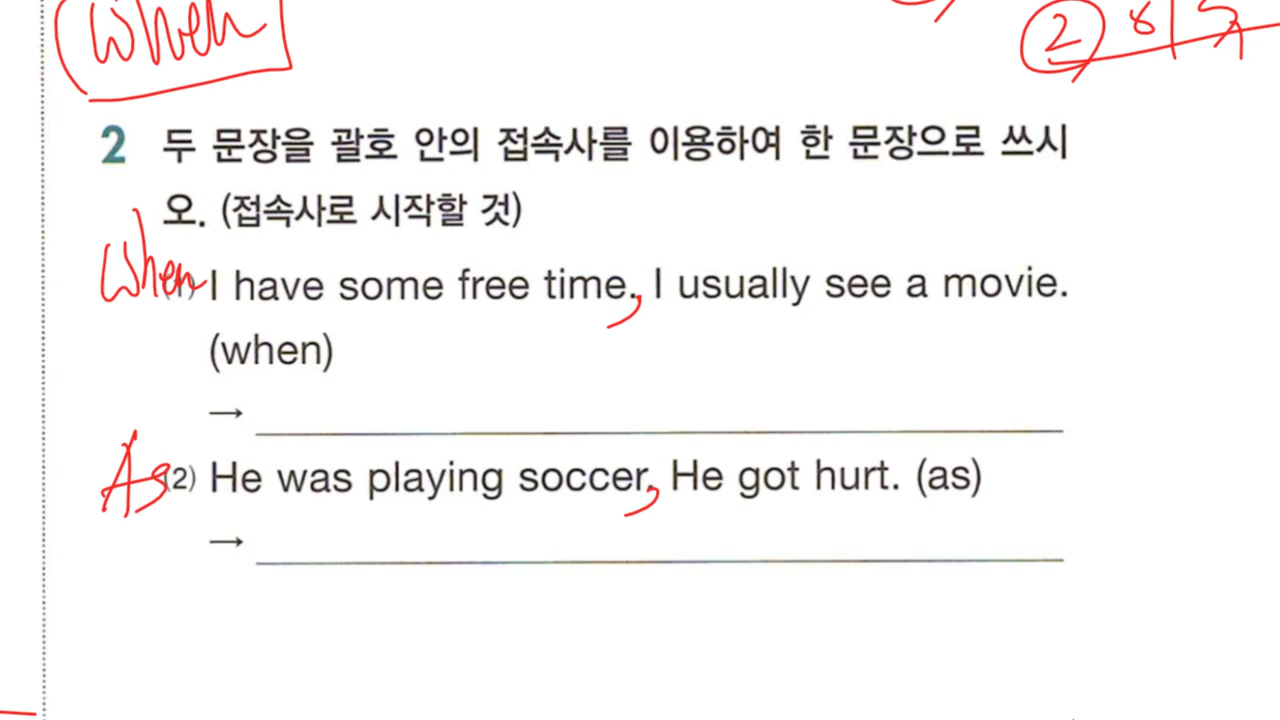 When
② 8
2 두 문장을 괄호 안의 접속사를 이용하여 한 문장으로 쓰시
오. (접속사로 시작할 것)
When (1) I have some free time., I usually see a movie.
(when)
→
As (2) He was playing soccer., He got hurt. (as)
→